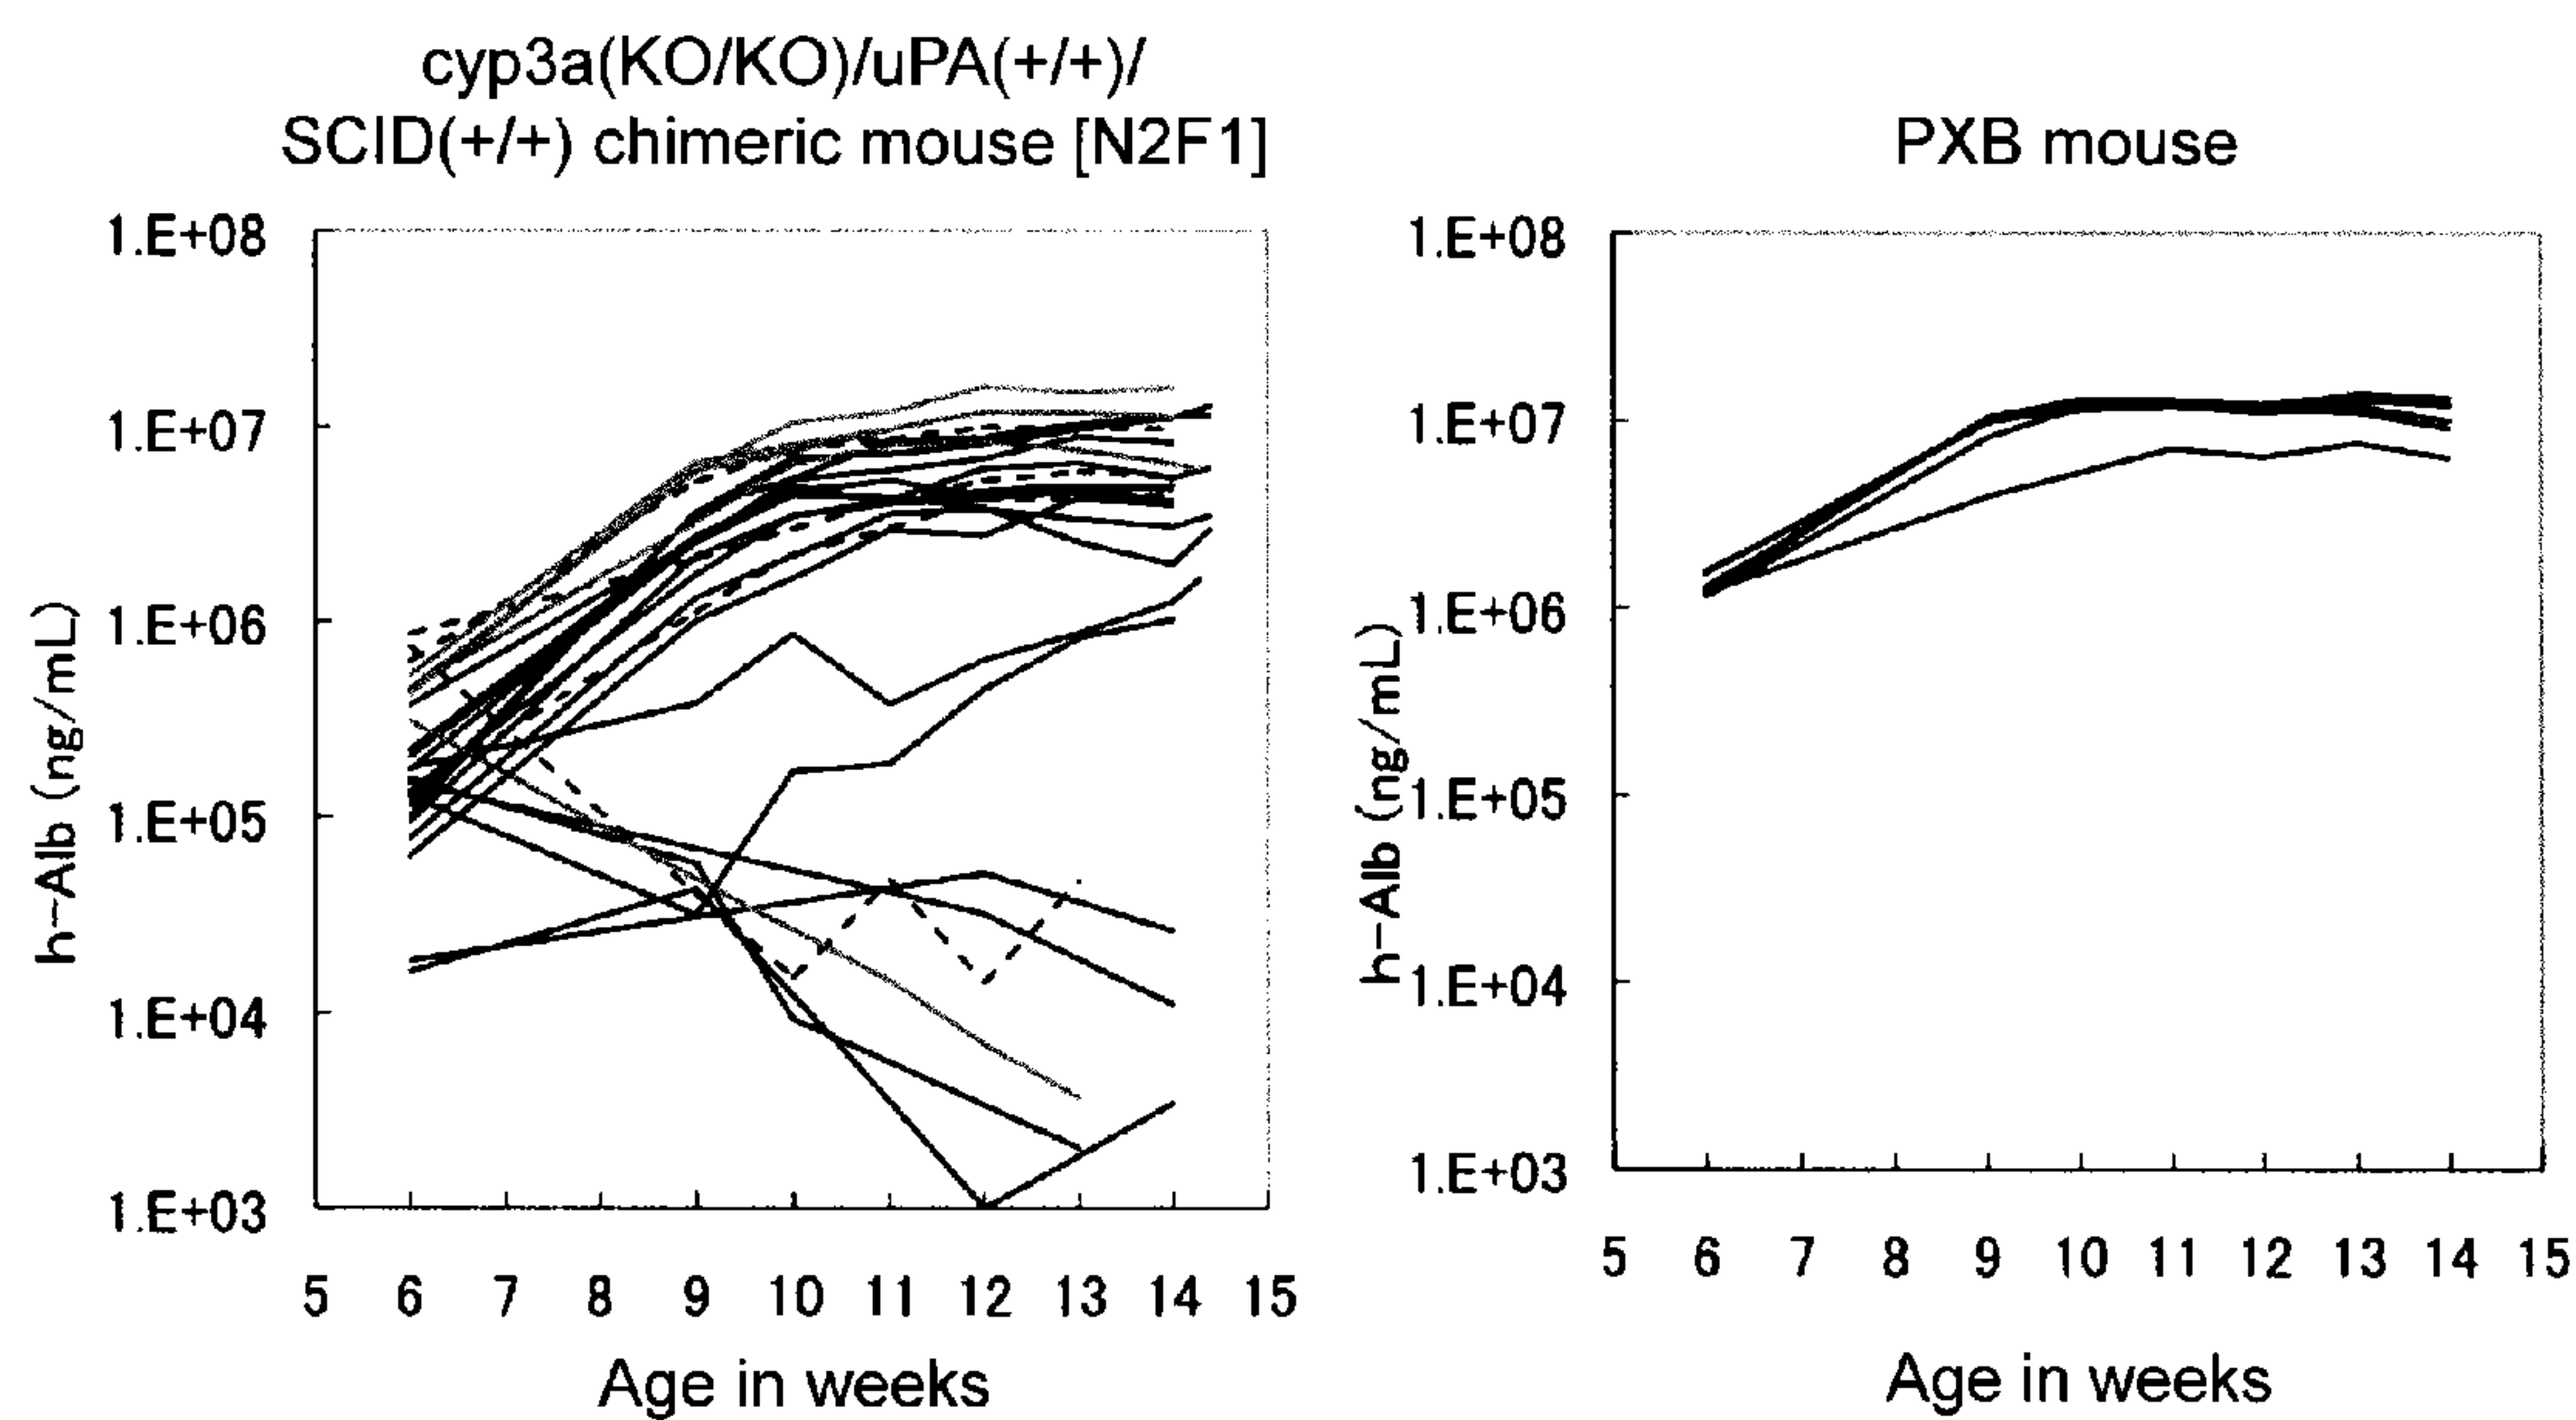 cyp3a(KO/KO)/uPA(+/+)/
SCID(+/+) chimeric mouse [N2F1]
1.E+08
1.E+07
1.E+06
1.E+05
1.E+04
1.E+03
h-Alb (ng/mL)
5 6 7 8 9 10 11 12 13 14 15
Age in weeks
PXB mouse
1.E+08
1.E+07
1.E+06
1.E+05
1.E+04
1.E+03
h-Alb (ng/mL)
5 6 7 8 9 10 11 12 13 14 15
Age in weeks